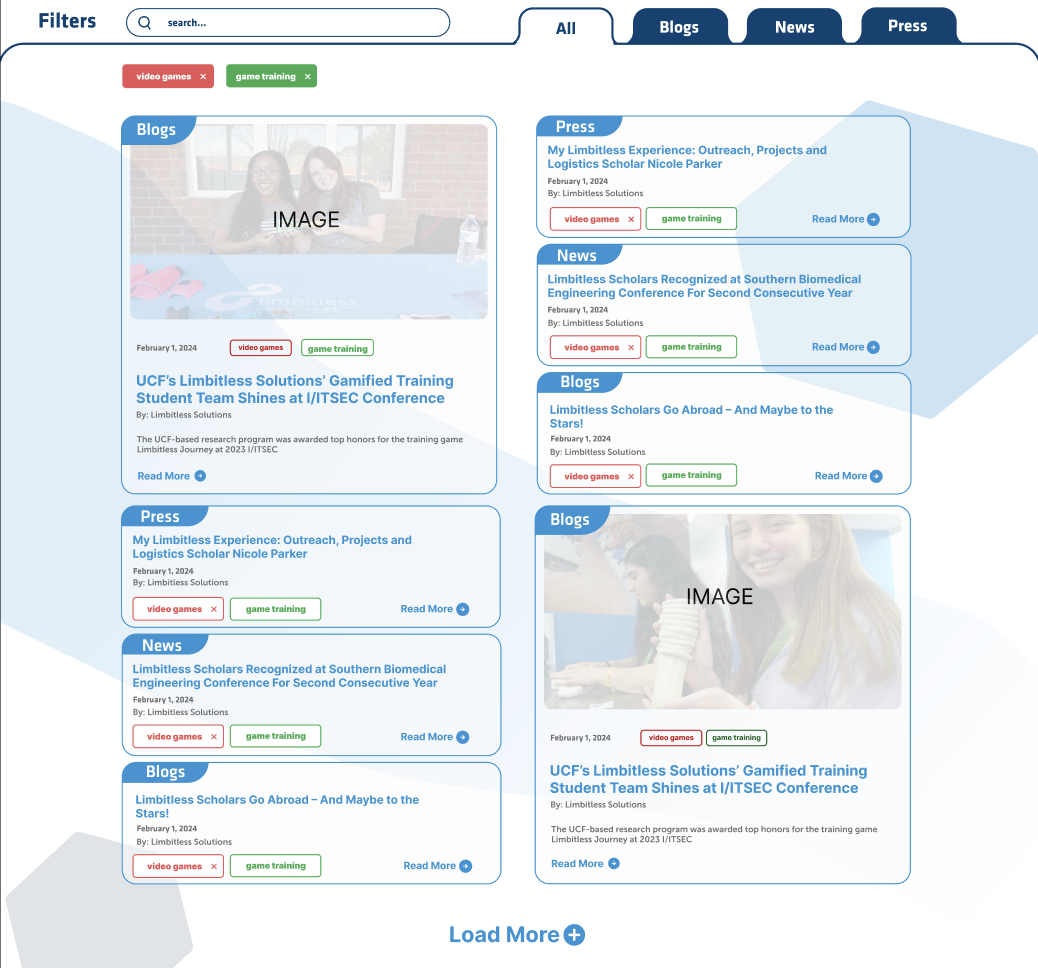 Filters
search...
All
Blogs
News
Press
video games ×
game training ×
Blogs
IMAGE
limbitless
February 1, 2024
video games
game training
UCF’s Limbitless Solutions’ Gamified Training
Student Team Shines at I/ITSEC Conference
By: Limbitless Solutions
The UCF-based research program was awarded top honors for the training game
Limbitless Journey at 2023 I/ITSEC
Read More
Press
My Limbitless Experience: Outreach, Projects and
Logistics Scholar Nicole Parker
February 1, 2024
By: Limbitless Solutions
video games ×
game training
Read More
News
Limbitless Scholars Recognized at Southern Biomedical
Engineering Conference For Second Consecutive Year
February 1, 2024
By: Limbitless Solutions
video games ×
game training
Read More
Blogs
Limbitless Scholars Go Abroad – And Maybe to the
Stars!
February 1, 2024
By: Limbitless Solutions
video games ×
game training
Read More
Press
My Limbitless Experience: Outreach, Projects and
Logistics Scholar Nicole Parker
February 1, 2024
By: Limbitless Solutions
video games ×
game training
Read More
News
Limbitless Scholars Recognized at Southern Biomedical
Engineering Conference For Second Consecutive Year
February 1, 2024
By: Limbitless Solutions
video games ×
game training
Read More
Blogs
Limbitless Scholars Go Abroad – And Maybe to the
Stars!
February 1, 2024
By: Limbitless Solutions
video games ×
game training
Read More
Blogs
IMAGE
February 1, 2024
video games
game training
UCF’s Limbitless Solutions’ Gamified Training
Student Team Shines at I/ITSEC Conference
By: Limbitless Solutions
The UCF-based research program was awarded top honors for the training game
Limbitless Journey at 2023 I/ITSEC
Read More
Load More